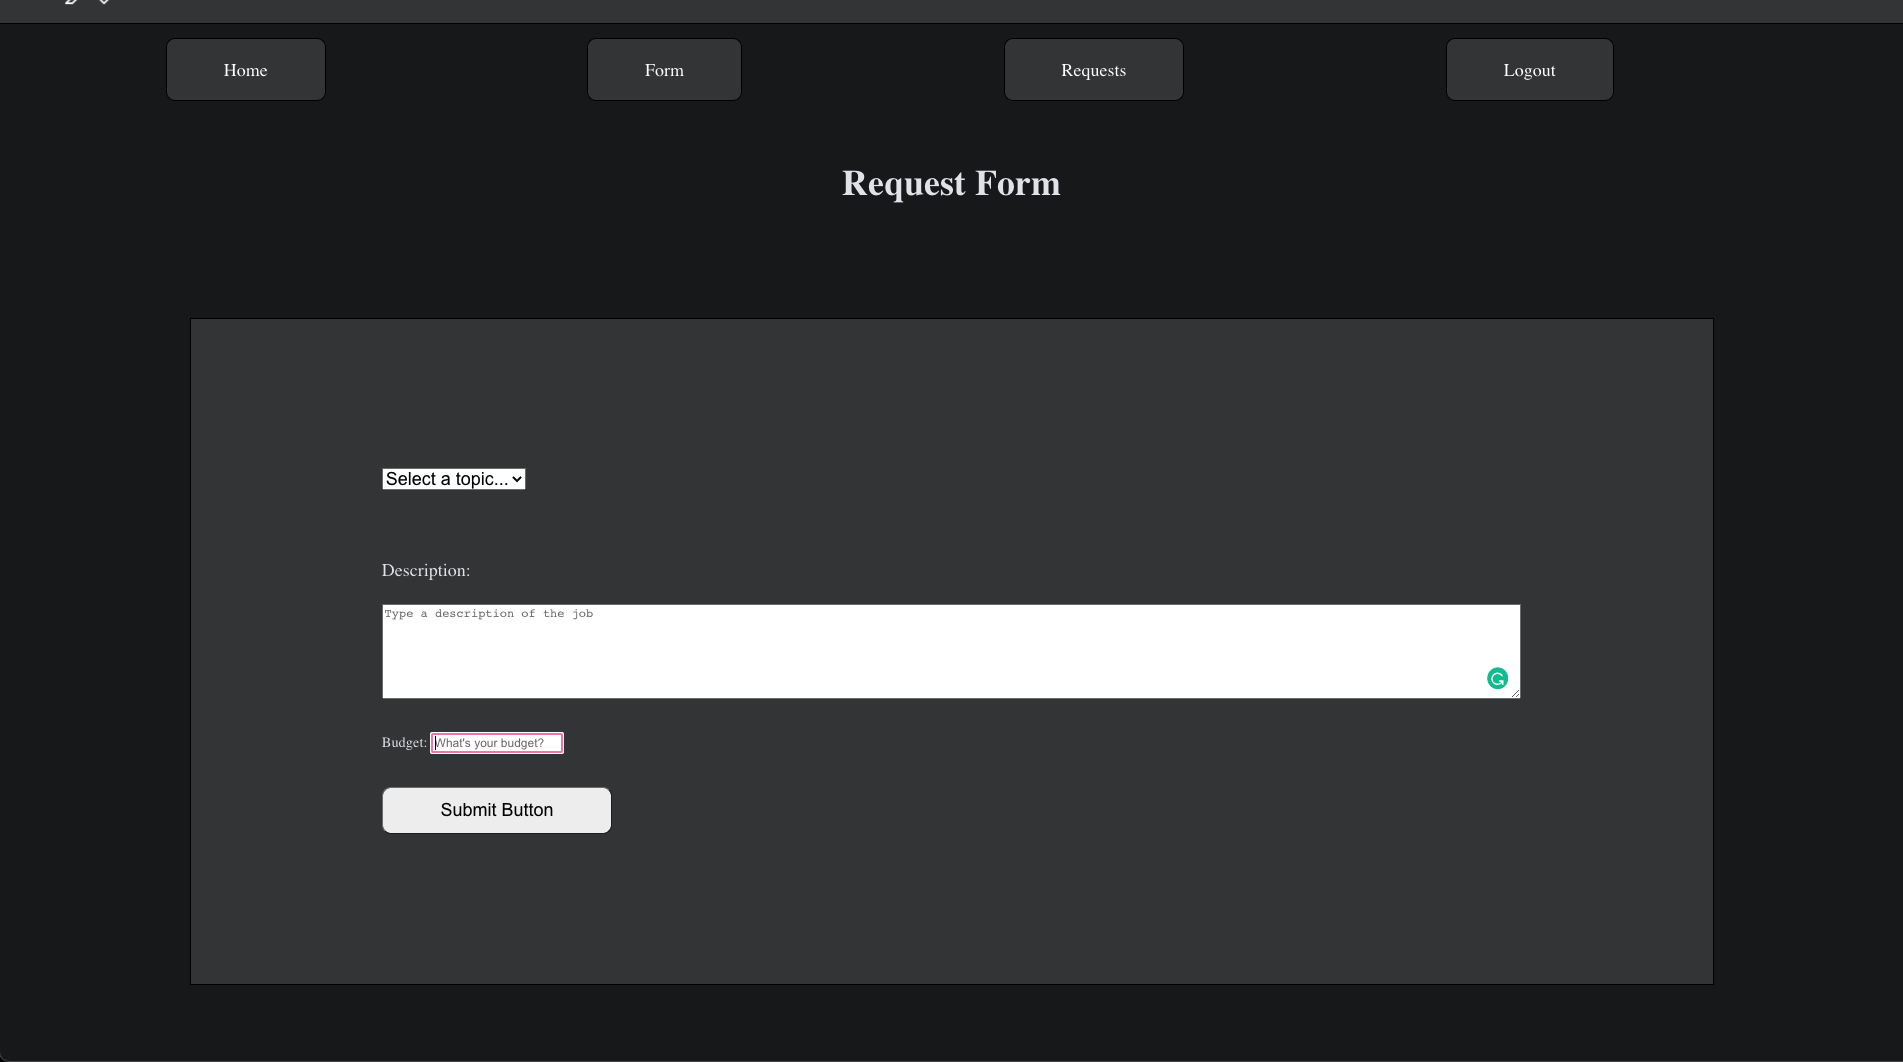 Home Form Requests Logout
Request Form
Select a topic...
Description:
Type a description of the job
Budget: What's your budget?
Submit Button